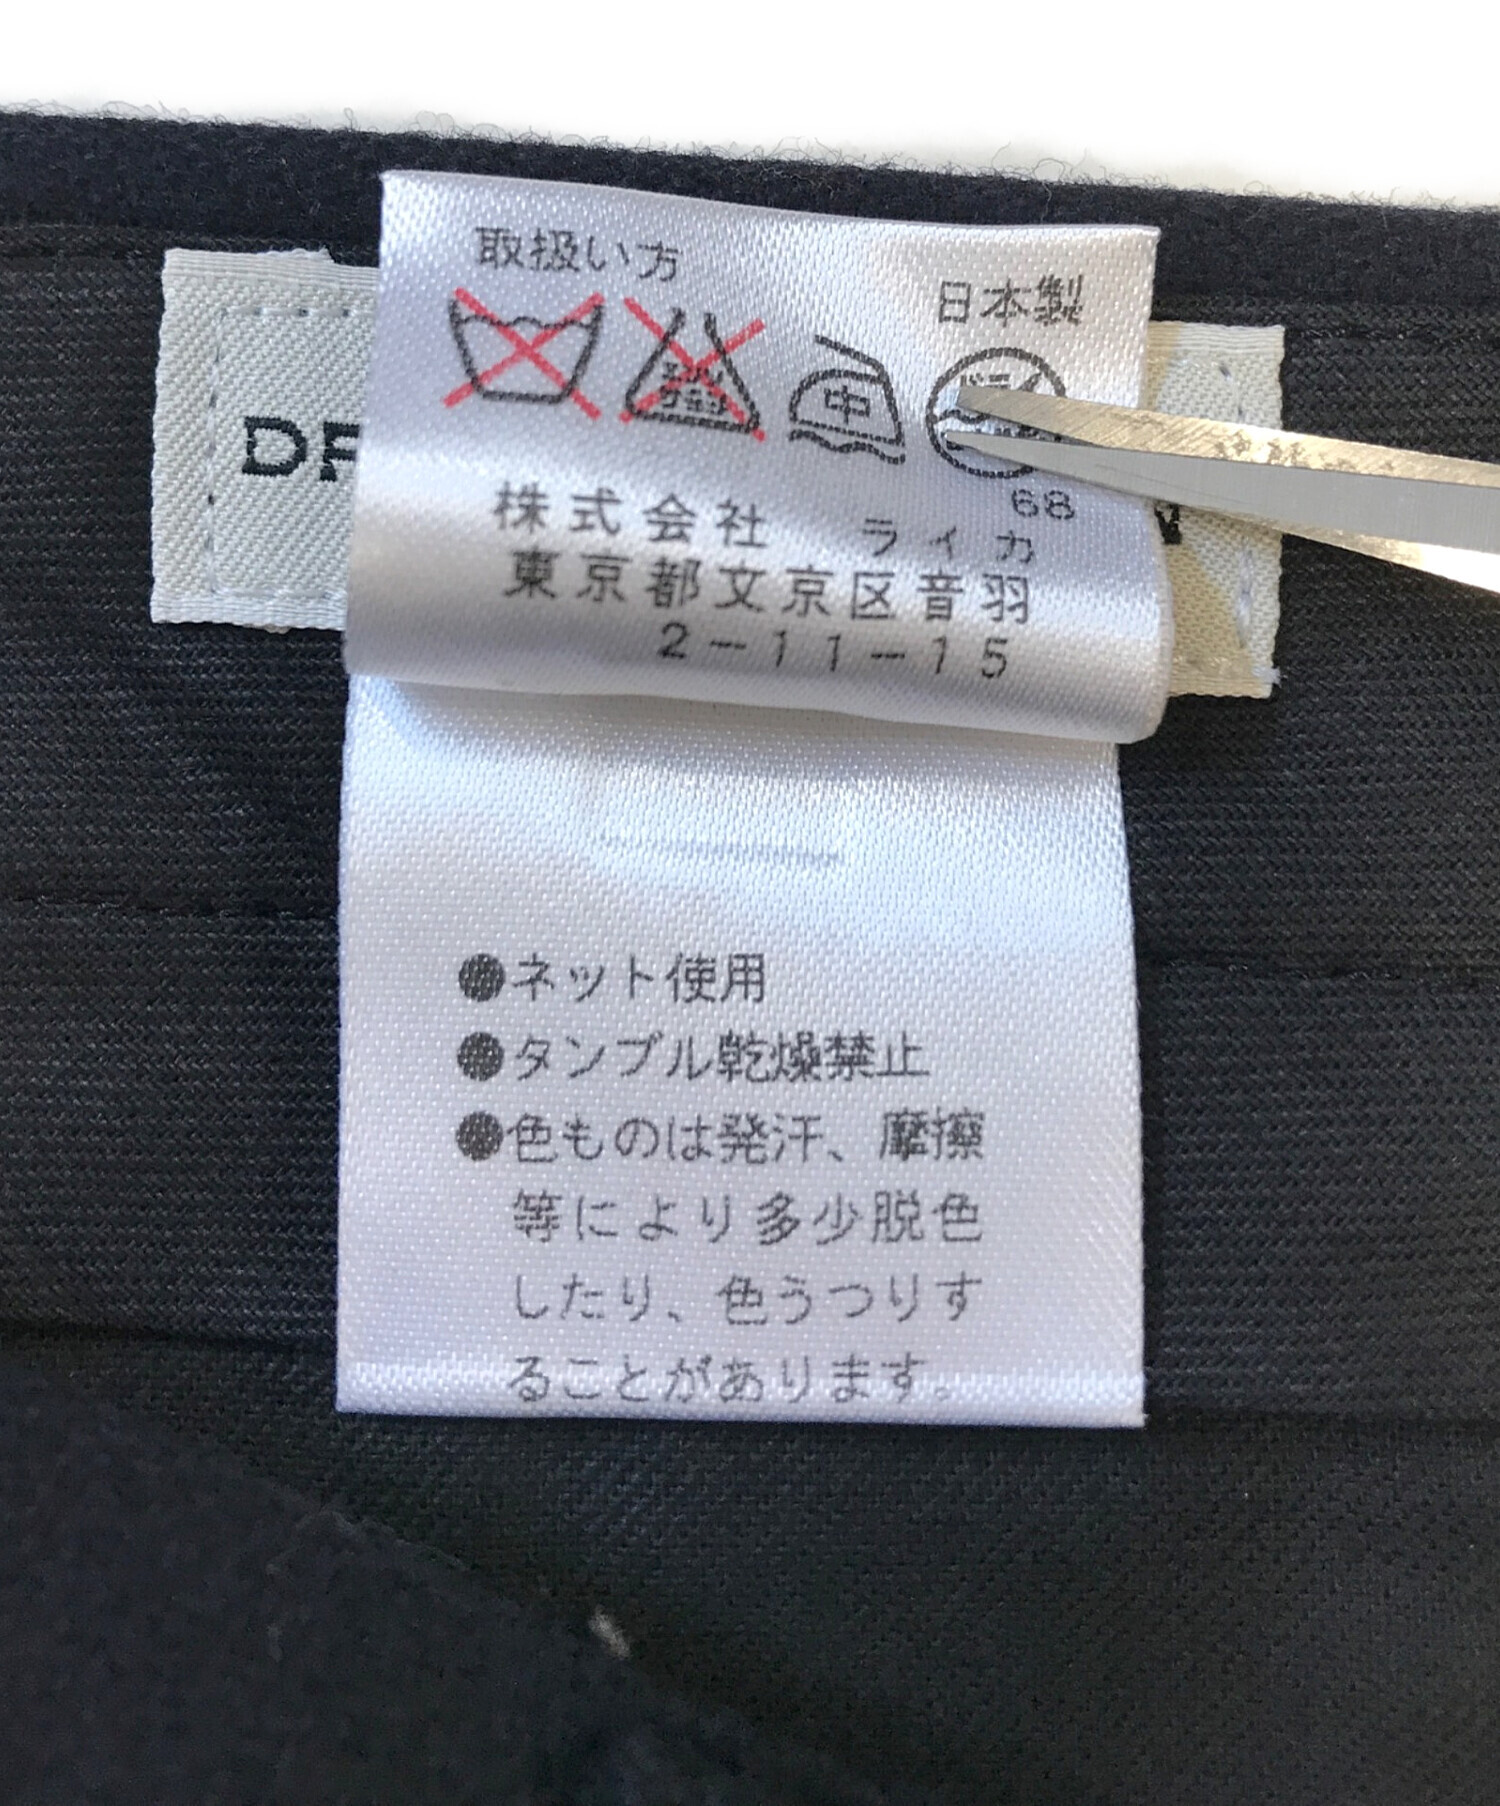 取扱い方
日本製
中
68
株式会社 ライカ
東京都文京区音羽
2-11-15
DR
●ネット使用
●タンブル乾燥禁止
●色ものは発汗、摩擦
等により多少脱色
したり、色うつりす
ることがあります。